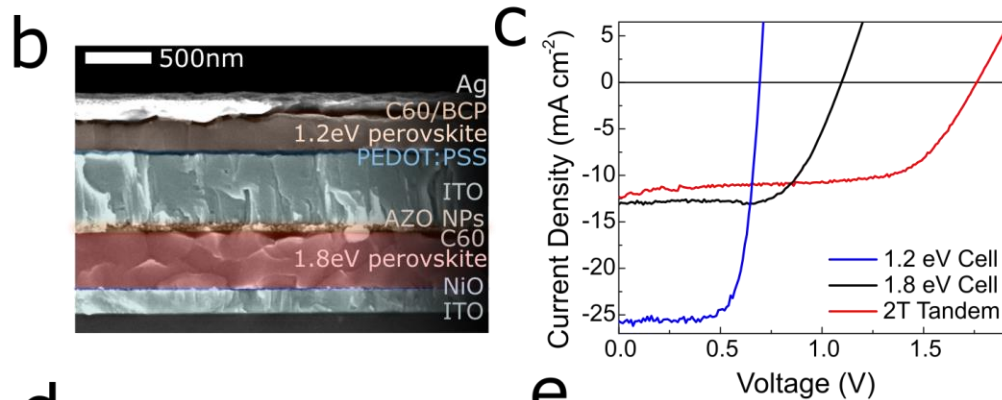 b
500nm
Ag
C60/BCP
1.2eV perovskite
PEDOT:PSS
ITO
AZO NPs
C60
1.8eV perovskite
NiO
ITO
c
Current Density (mA cm⁻²)
5
0
-5
-10
-15
-20
-25
0.0 0.5 1.0 1.5
Voltage (V)
1.2 eV Cell
1.8 eV Cell
2T Tandem
d
e